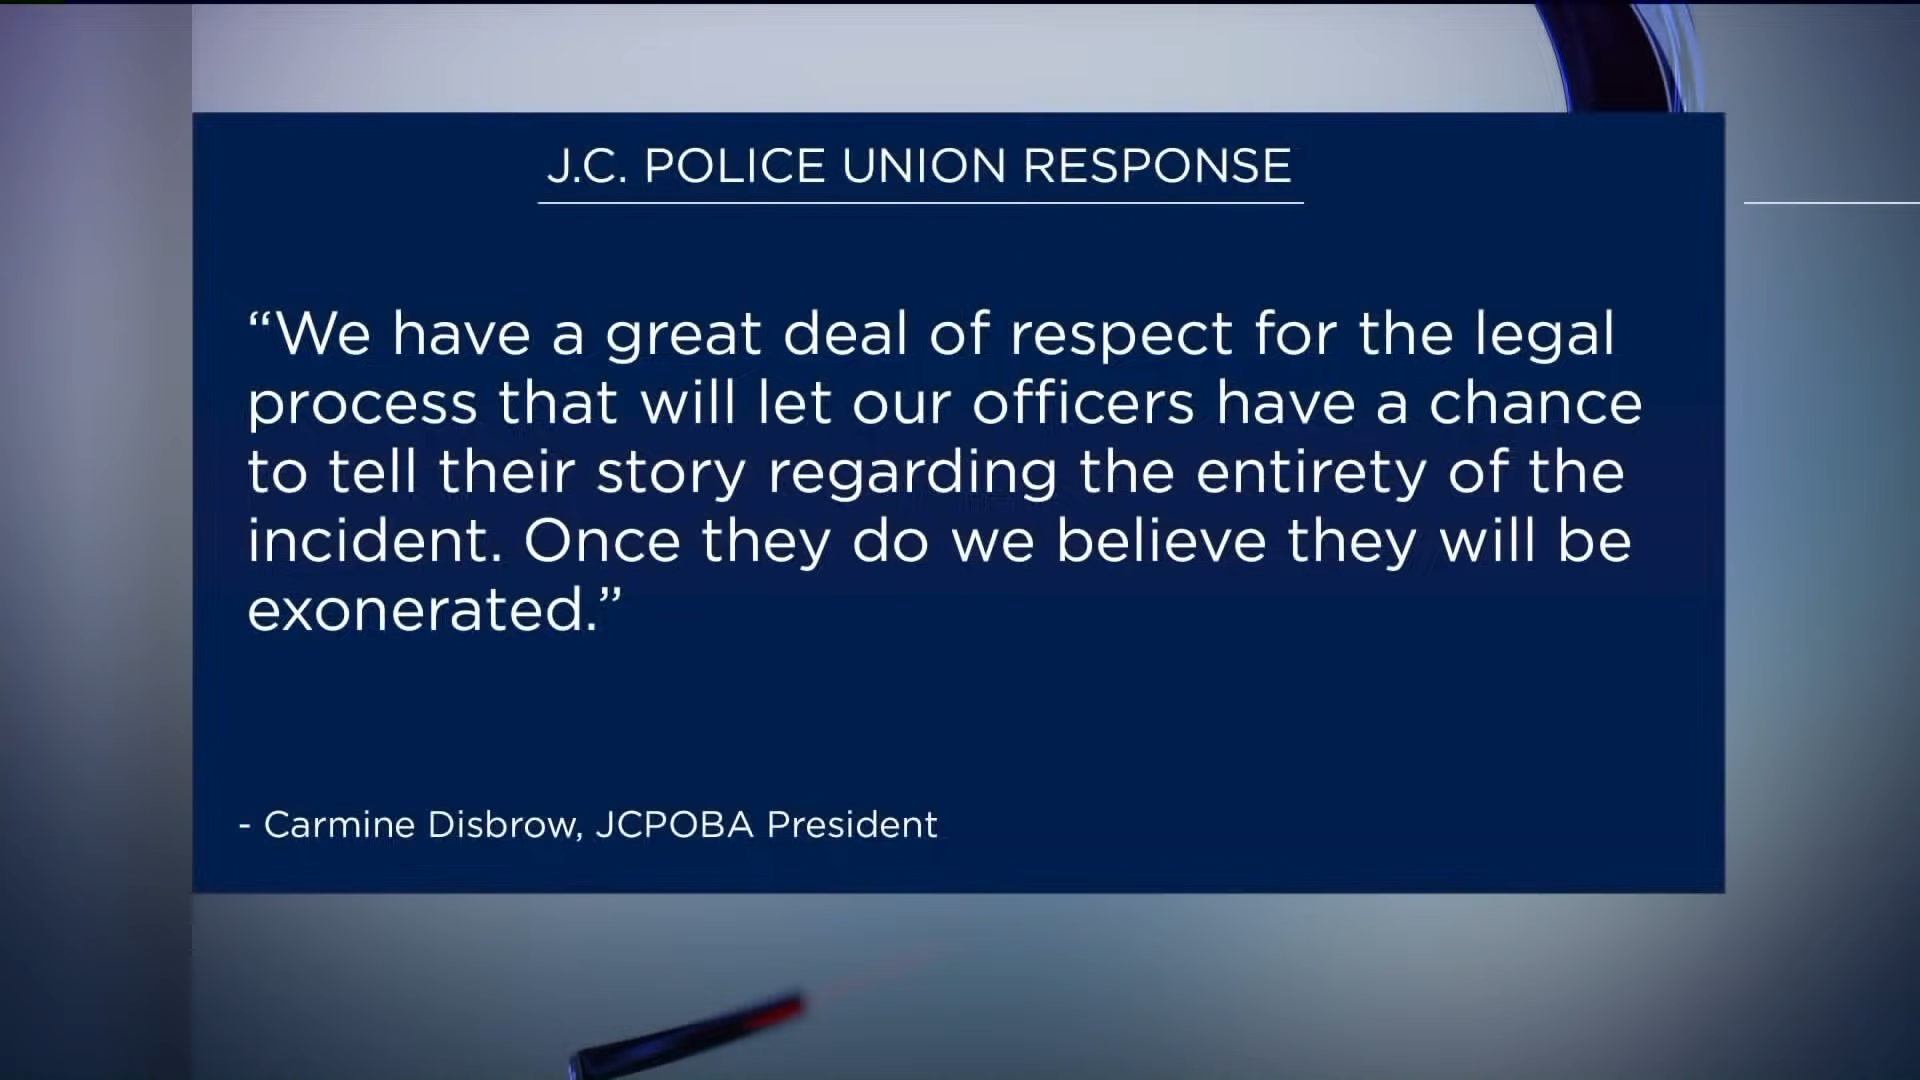 J.C. POLICE UNION RESPONSE
“We have a great deal of respect for the legal
process that will let our officers have a chance
to tell their story regarding the entirety of the
incident. Once they do we believe they will be
exonerated.”
- Carmine Disbrow, JCPOBA President